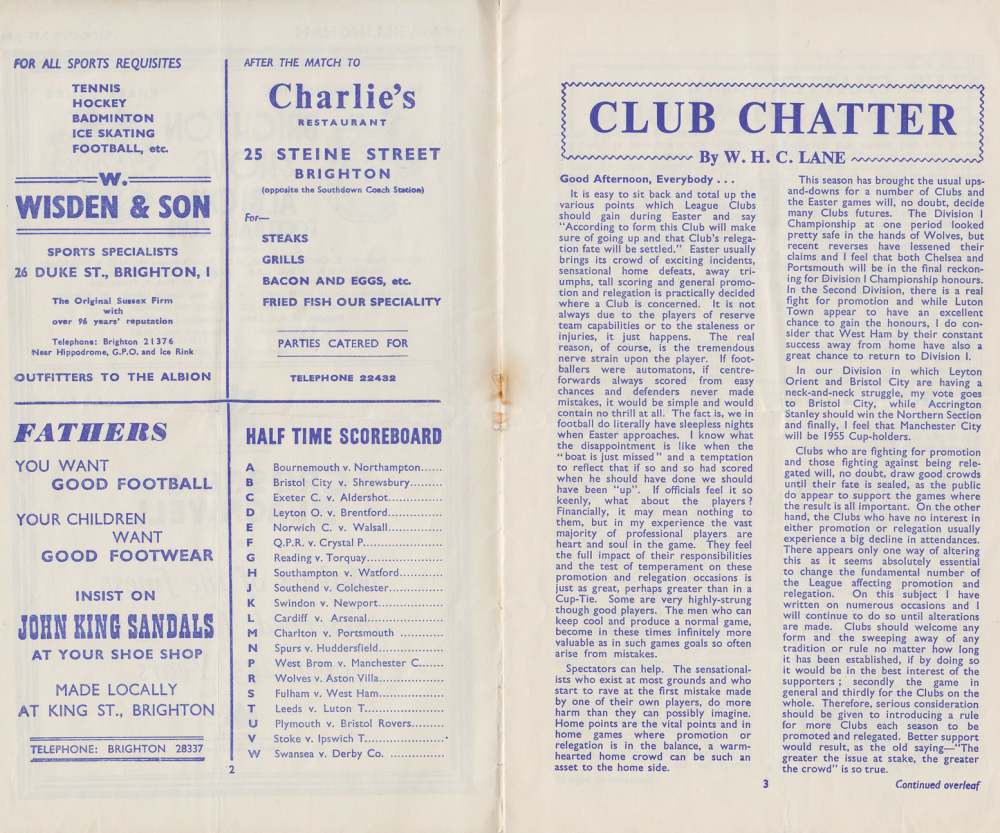 FOR ALL SPORTS REQUISITES
TENNIS
HOCKEY
BADMINTON
ICE SKATING
FOOTBALL, etc.
W.
WISDEN & SON
SPORTS SPECIALISTS
26 DUKE ST., BRIGHTON, 1
The Original Sussex Firm
with
over 96 years' reputation
Telephone: Brighton 21376
Near Hippodrome, G.P.O. and Ice Rink
OUTFITTERS TO THE ALBION
AFTER THE MATCH TO
Charlie's
RESTAURANT
25 STEINE STREET
BRIGHTON
(opposite the Southdown Coach Station)
For—
STEAKS
GRILLS
BACON AND EGGS, etc.
FRIED FISH OUR SPECIALITY
PARTIES CATERED FOR
TELEPHONE 22432
FATHERS
YOU WANT
GOOD FOOTBALL
YOUR CHILDREN
WANT
GOOD FOOTWEAR
INSIST ON
JOHN KING SANDALS
AT YOUR SHOE SHOP
MADE LOCALLY
AT KING ST., BRIGHTON
TELEPHONE: BRIGHTON 28337
HALF TIME SCOREBOARD
A Bournemouth v. Northampton......
B Bristol City v. Shrewsbury.........
C Exeter C. v. Aldershot...............
D Leyton O. v. Brentford...............
E Norwich C. v. Walsall...............
F Q.P.R. v. Crystal P......................
G Reading v. Torquay.....................
H Southampton v. Watford............
J Southend v. Colchester...............
K Swindon v. Newport..................
L Cardiff v. Arsenal.....................
M Charlton v. Portsmouth ............
N Spurs v. Huddersfield..................
P West Brom v. Manchester C.......
R Wolves v. Aston Villa..................
S Fulham v. West Ham..................
T Leeds v. Luton T......................
U Plymouth v. Bristol Rovers.........
V Stoke v. Ipswich T......................
W Swansea v. Derby Co. ...............
2
CLUB CHATTER
By W. H. C. LANE
Good Afternoon, Everybody . . .
It is easy to sit back and total up the
various points which League Clubs
should gain during Easter and say
"According to form this Club will make
sure of going up and that Club's relega-
tion fate will be settled." Easter usually
brings its crowd of exciting incidents,
sensational home defeats, away tri-
umphs, tall scoring and general promo-
tion and relegation is practically decided
where a Club is concerned. It is not
always due to the players of reserve
team capabilities or to the staleness or
injuries, it just happens. The real
reason, of course, is the tremendous
nerve strain upon the player. If foot-
ballers were automatons, if centre-
forwards always scored from easy
chances and defenders never made
mistakes, it would be simple and would
contain no thrill at all. The fact is, we in
football do literally have sleepless nights
when Easter approaches. I know what
the disappointment is like when the
"boat is just missed" and a temptation
to reflect that if so and so had scored
when he should have done we should
have been "up". If officials feel it so
keenly, what about the players?
Financially, it may mean nothing to
them, but in my experience the vast
majority of professional players are
heart and soul in the game. They feel
the full impact of their responsibilities
and the test of temperament on these
promotion and relegation occasions is
just as great, perhaps greater than in a
Cup-Tie. Some are very highly-strung
though good players. The men who can
keep cool and produce a normal game,
become in these times infinitely more
valuable as in such games goals so often
arise from mistakes.
Spectators can help. The sensational-
ists who exist at most grounds and who
start to rave at the first mistake made
by one of their own players, do more
harm than they can possibly imagine.
Home points are the vital points and in
home games where promotion or
relegation is in the balance, a warm-
hearted home crowd can be such an
asset to the home side.
This season has brought the usual ups-
and-downs for a number of Clubs and
the Easter games will, no doubt, decide
many Clubs futures. The Division I
Championship at one period looked
pretty safe in the hands of Wolves, but
recent reverses have lessened their
claims and I feel that both Chelsea and
Portsmouth will be in the final reckon-
ing for Division I Championship honours.
In the Second Division, there is a real
fight for promotion and while Luton
Town appear to have an excellent
chance to gain the honours, I do con-
sider that West Ham by their constant
success away from home have also a
great chance to return to Division I.
In our Division in which Leyton
Orient and Bristol City are having a
neck-and-neck struggle, my vote goes
to Bristol City, while Accrington
Stanley should win the Northern Section
and finally, I feel that Manchester City
will be 1955 Cup-holders.
Clubs who are fighting for promotion
and those fighting against being rele-
gated will, no doubt, draw good crowds
until their fate is sealed, as the public
do appear to support the games where
the result is all important. On the other
hand, the Clubs who have no interest in
either promotion or relegation usually
experience a big decline in attendances.
There appears only one way of altering
this as it seems absolutely essential
to change the fundamental number of
the League affecting promotion and
relegation. On this subject I have
written on numerous occasions and I
will continue to do so until alterations
are made. Clubs should welcome any
form and the sweeping away of any
tradition or rule no matter how long
it has been established, if by doing so
it would be in the best interest of the
supporters; secondly the game in
general and thirdly for the Clubs on the
whole. Therefore, serious consideration
should be given to introducing a rule
for more Clubs each season to be
promoted and relegated. Better support
would result, as the old saying—"The
greater the issue at stake, the greater
the crowd" is so true.
3
Continued overleaf